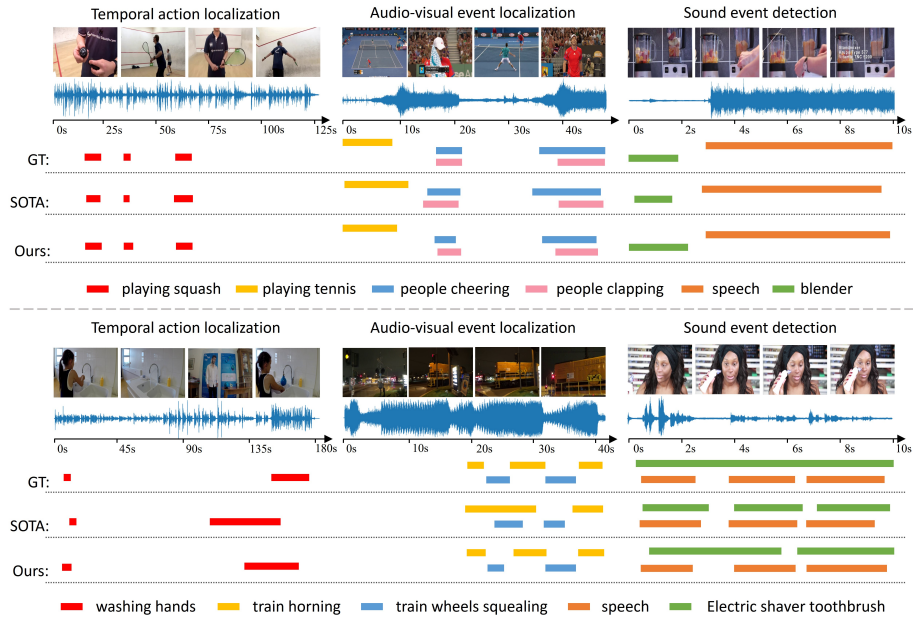 Temporal action localization
Audio-visual event localization
Sound event detection
0s 25s 50s 75s 100s 125s
0s 10s 20s 30s 40s
0s 2s 4s 6s 8s 10s
GT:
SOTA:
Ours:
playing squash playing tennis people cheering people clapping speech blender
Temporal action localization
Audio-visual event localization
Sound event detection
0s 45s 90s 135s 180s
0s 10s 20s 30s 40s
0s 2s 4s 6s 8s 10s
GT:
SOTA:
Ours:
washing hands train horning train wheels squealing speech Electric shaver toothbrush